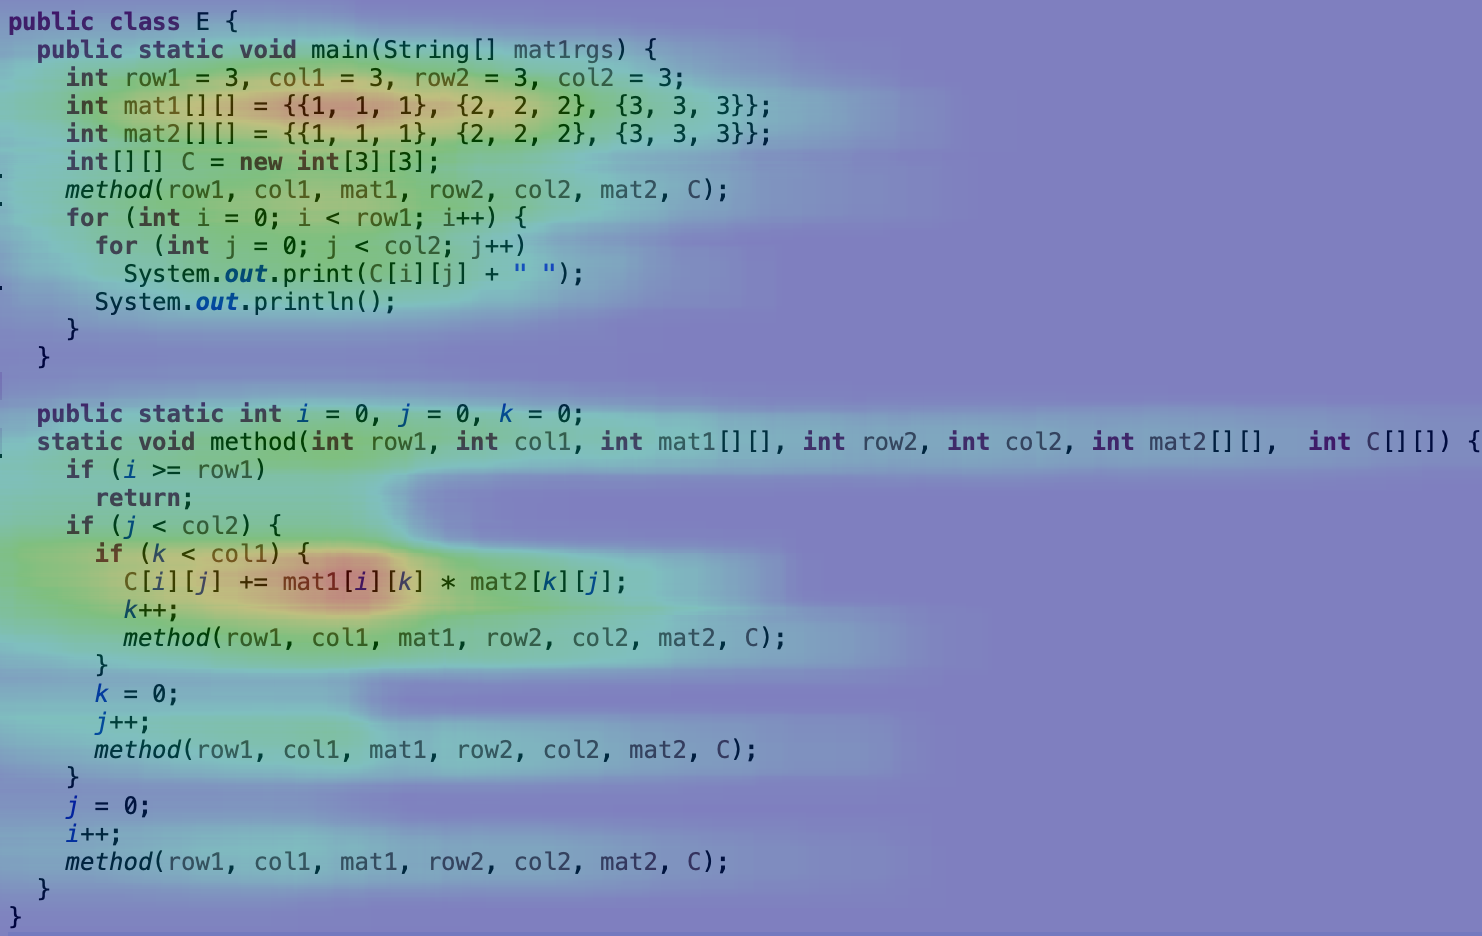 public class E {
public static void main(String[] mat1rgs) {
int row1 = 3, col1 = 3, row2 = 3, col2 = 3;
int mat1[][] = {{1, 1, 1}, {2, 2, 2}, {3, 3, 3}};
int mat2[][] = {{1, 1, 1}, {2, 2, 2}, {3, 3, 3}};
int[][] C = new int[3][3];
method(row1, col1, mat1, row2, col2, mat2, C);
for (int i = 0; i < row1; i++) {
for (int j = 0; j < col2; j++)
System.out.print(C[i][j] + " ");
System.out.println();
}
}
public static int i = 0, j = 0, k = 0;
static void method(int row1, int col1, int mat1[][], int row2, int col2, int mat2[][],  int C[][]) {
if (i >= row1)
return;
if (j < col2) {
if (k < col1) {
C[i][j] += mat1[i][k] * mat2[k][j];
k++;
method(row1, col1, mat1, row2, col2, mat2, C);
}
k = 0;
j++;
method(row1, col1, mat1, row2, col2, mat2, C);
}
j = 0;
i++;
method(row1, col1, mat1, row2, col2, mat2, C);
}
}